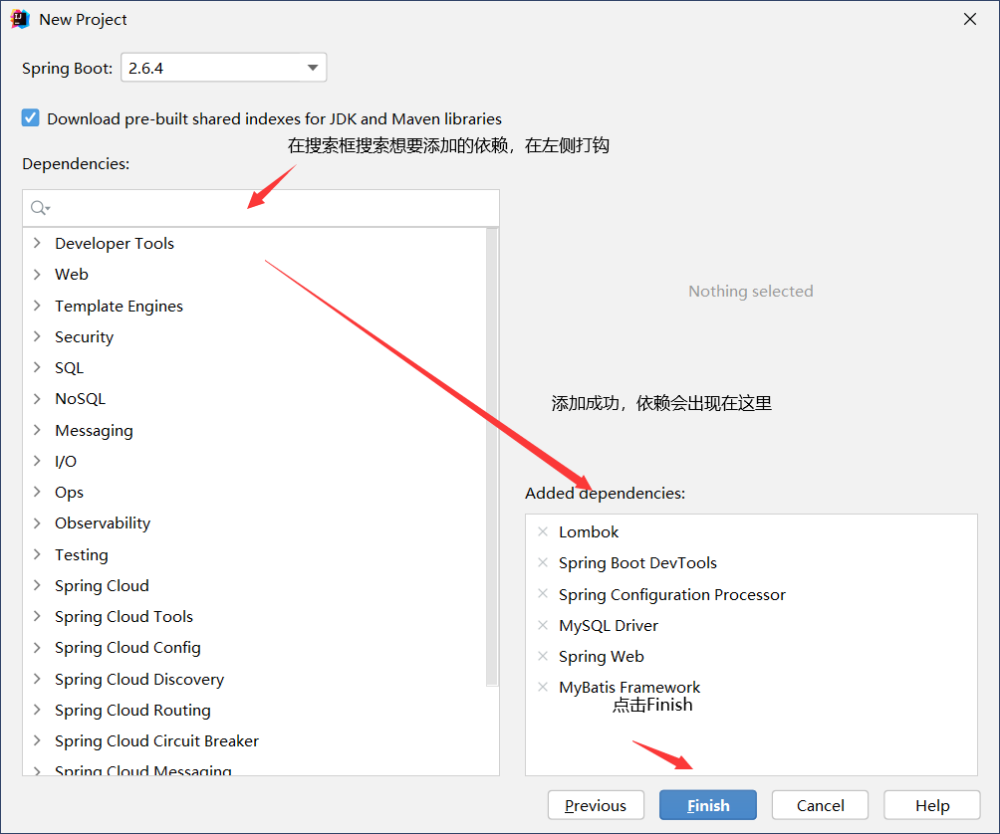 New Project
Spring Boot: 2.6.4
Download pre-built shared indexes for JDK and Maven libraries
在搜索框搜索想要添加的依赖，在左侧打钩
Dependencies:
Developer Tools
Web
Template Engines
Security
SQL
NoSQL
Messaging
I/O
Ops
Observability
Testing
Spring Cloud
Spring Cloud Tools
Spring Cloud Config
Spring Cloud Discovery
Spring Cloud Routing
Spring Cloud Circuit Breaker
Spring Cloud Messaging
Nothing selected
添加成功，依赖会出现在这里
Added dependencies:
Lombok
Spring Boot DevTools
Spring Configuration Processor
MySQL Driver
Spring Web
MyBatis Framework
点击Finish
Previous Finish Cancel Help